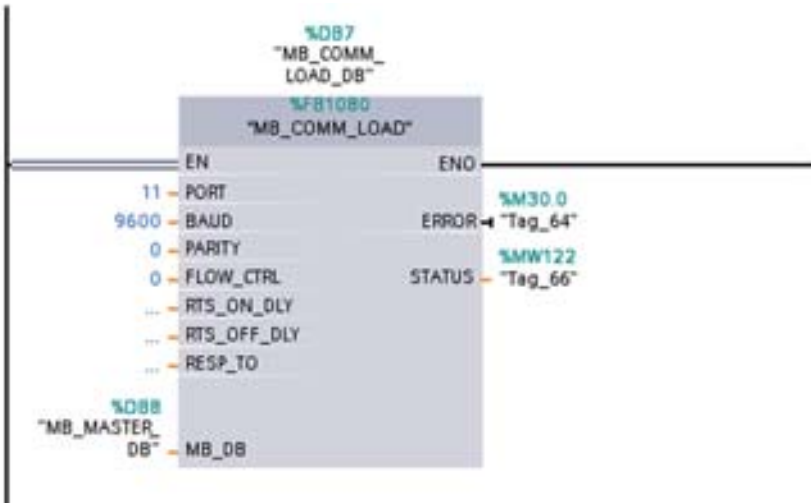 %DB7
"MB_COMM_
LOAD_DB"
%FB1080
"MB_COMM_LOAD"
EN ENO
11 PORT
%M30.0
9600 BAUD ERROR "Tag_64"
0 PARITY
%MW122
0 FLOW_CTRL STATUS "Tag_66"
... RTS_ON_DLY
... RTS_OFF_DLY
... RESP_TO
%DB8
"MB_MASTER_
DB" MB_DB